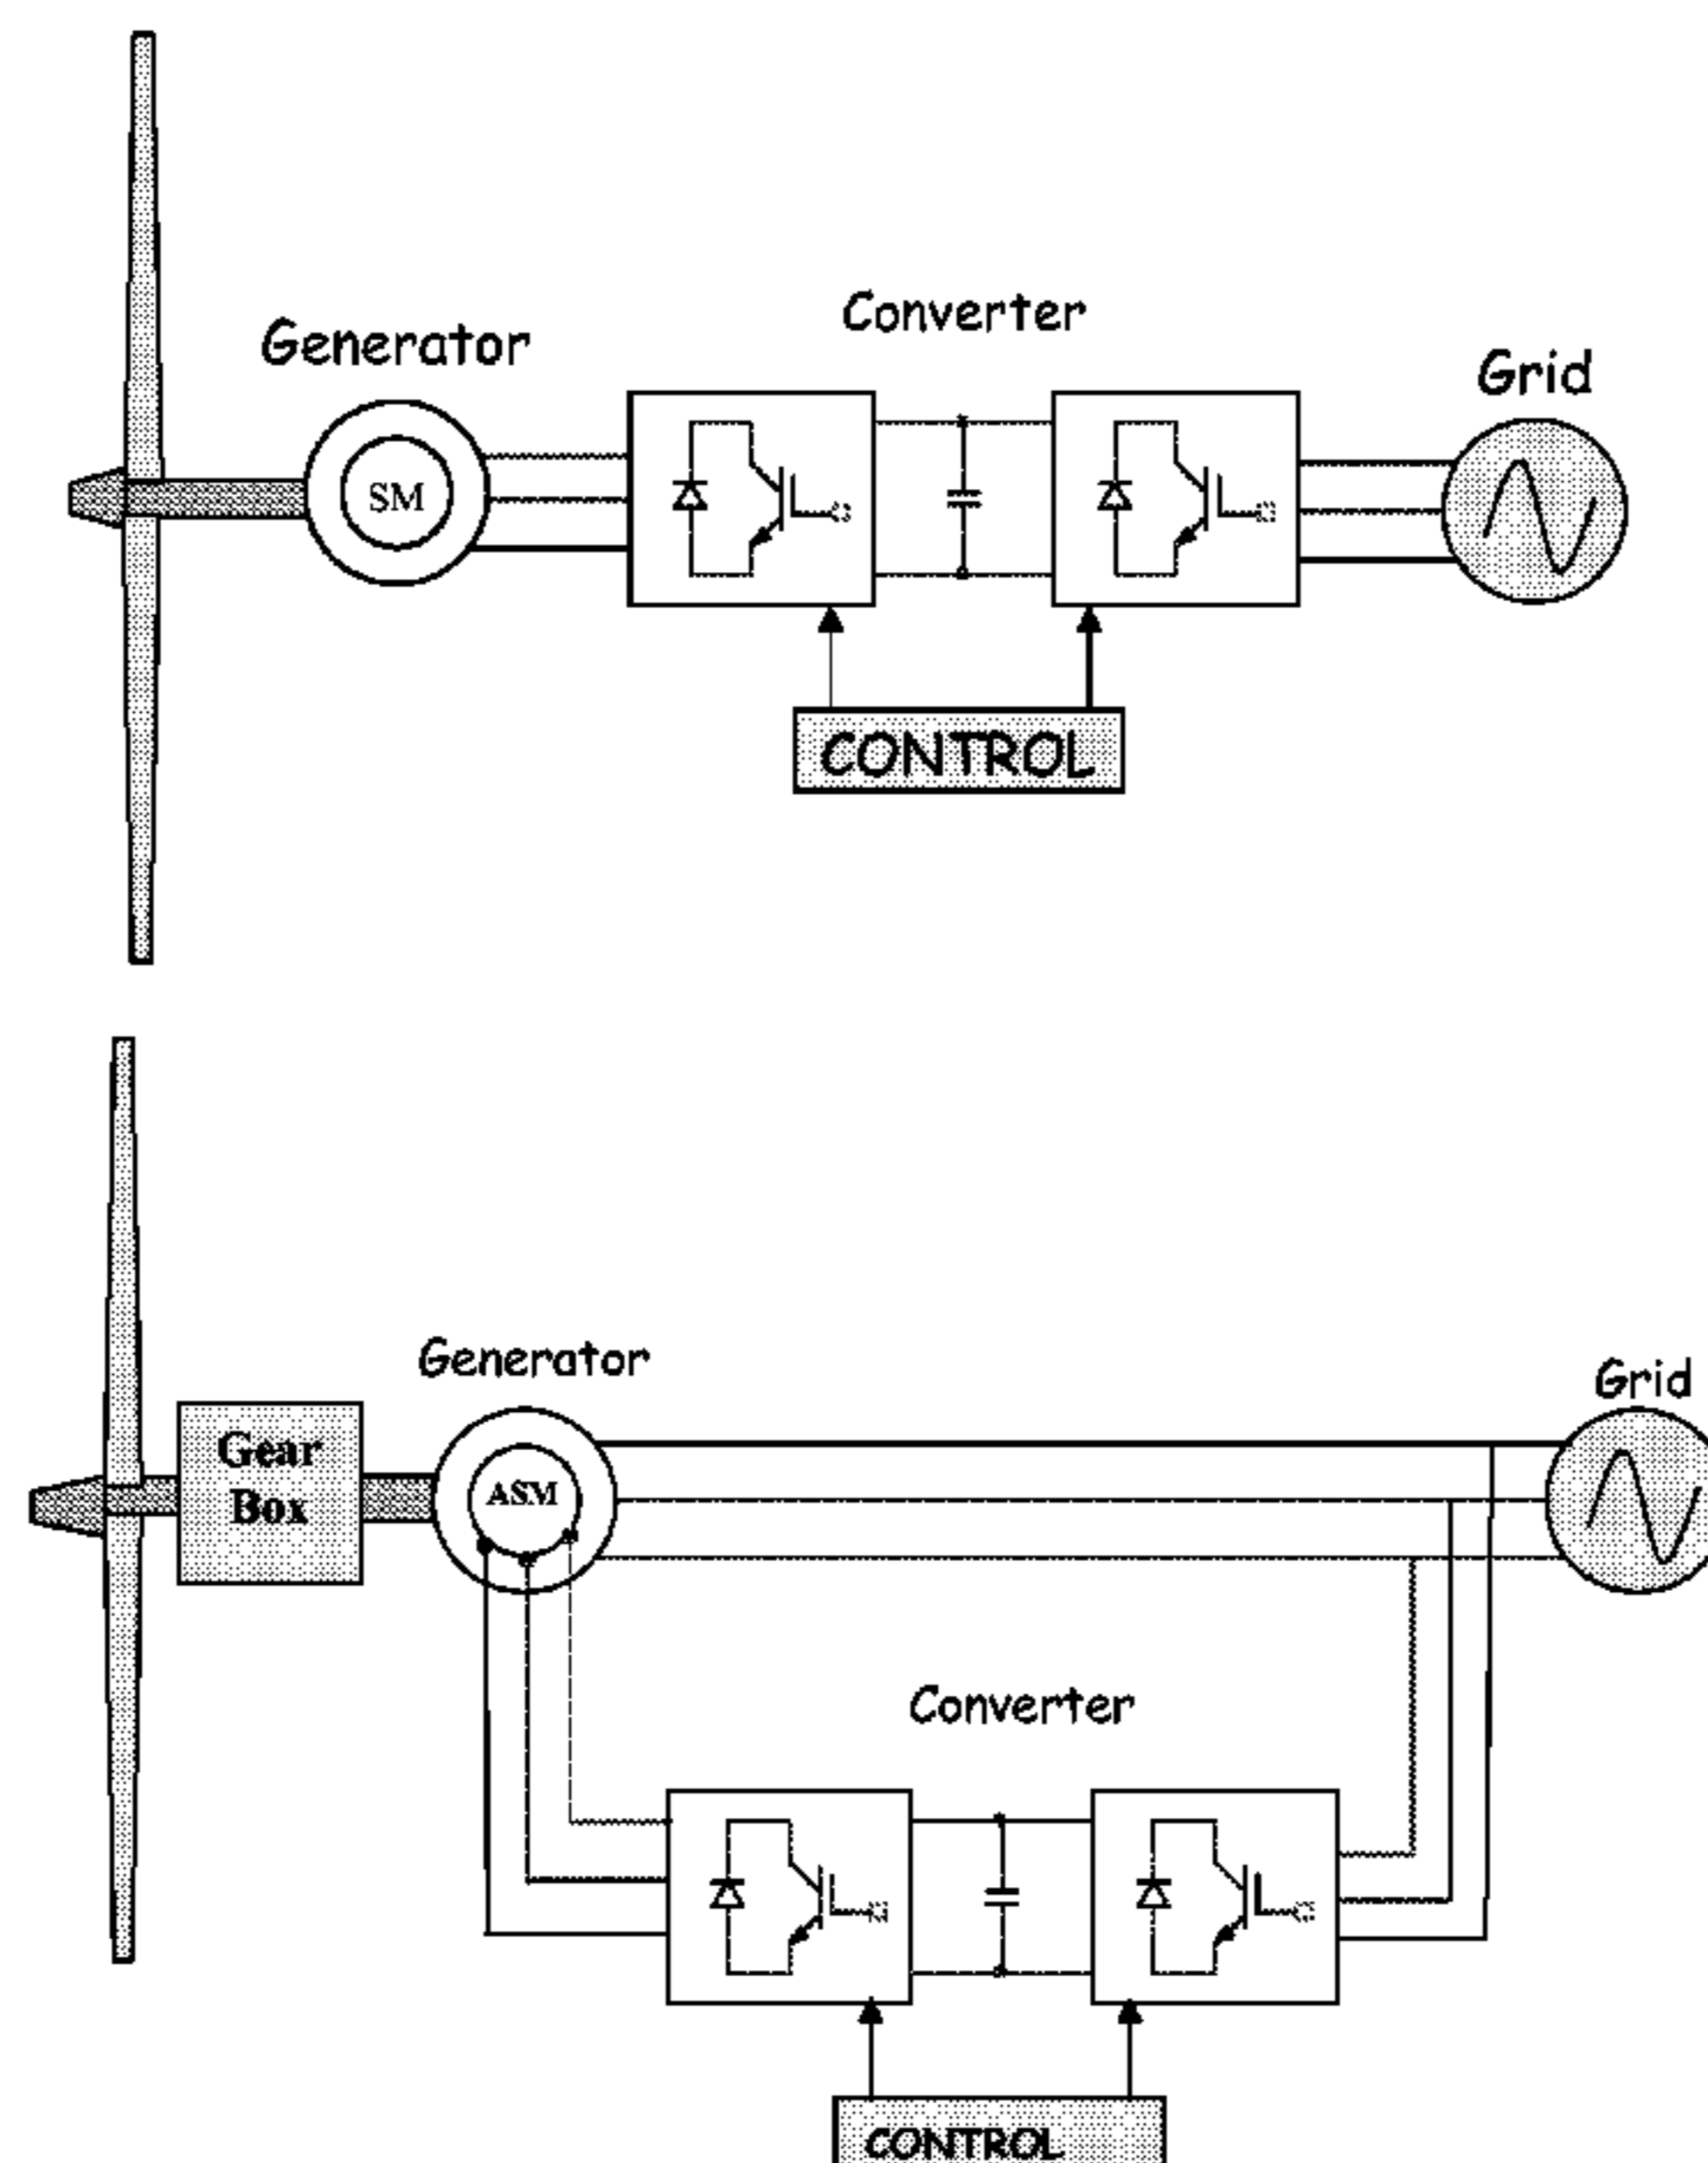 Converter
Generator
Grid
SM
CONTROL
Generator
Grid
Gear
Box
ASM
Converter
CONTROL